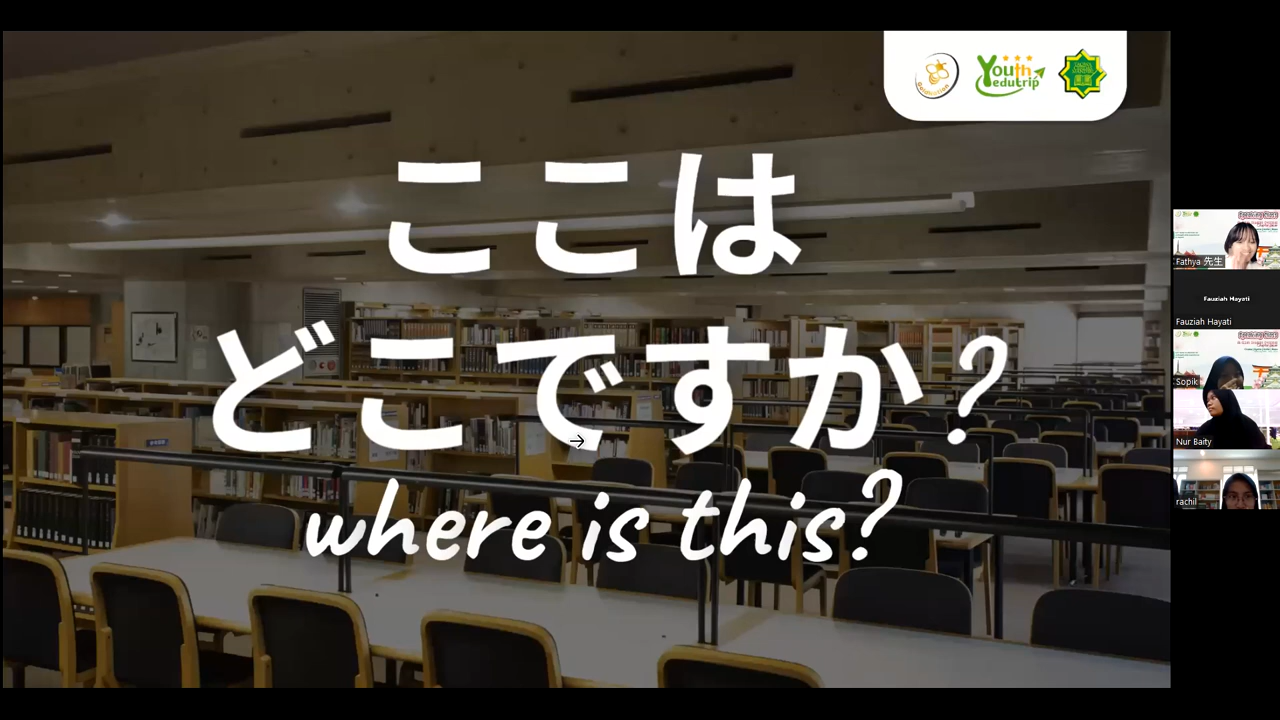 Youth
edutrip
ここは
どこですか?
where is this?
Fathya 先生
Fauziah Hayati
Fauziah Hayati
Sopik
Nur Baity
rachil